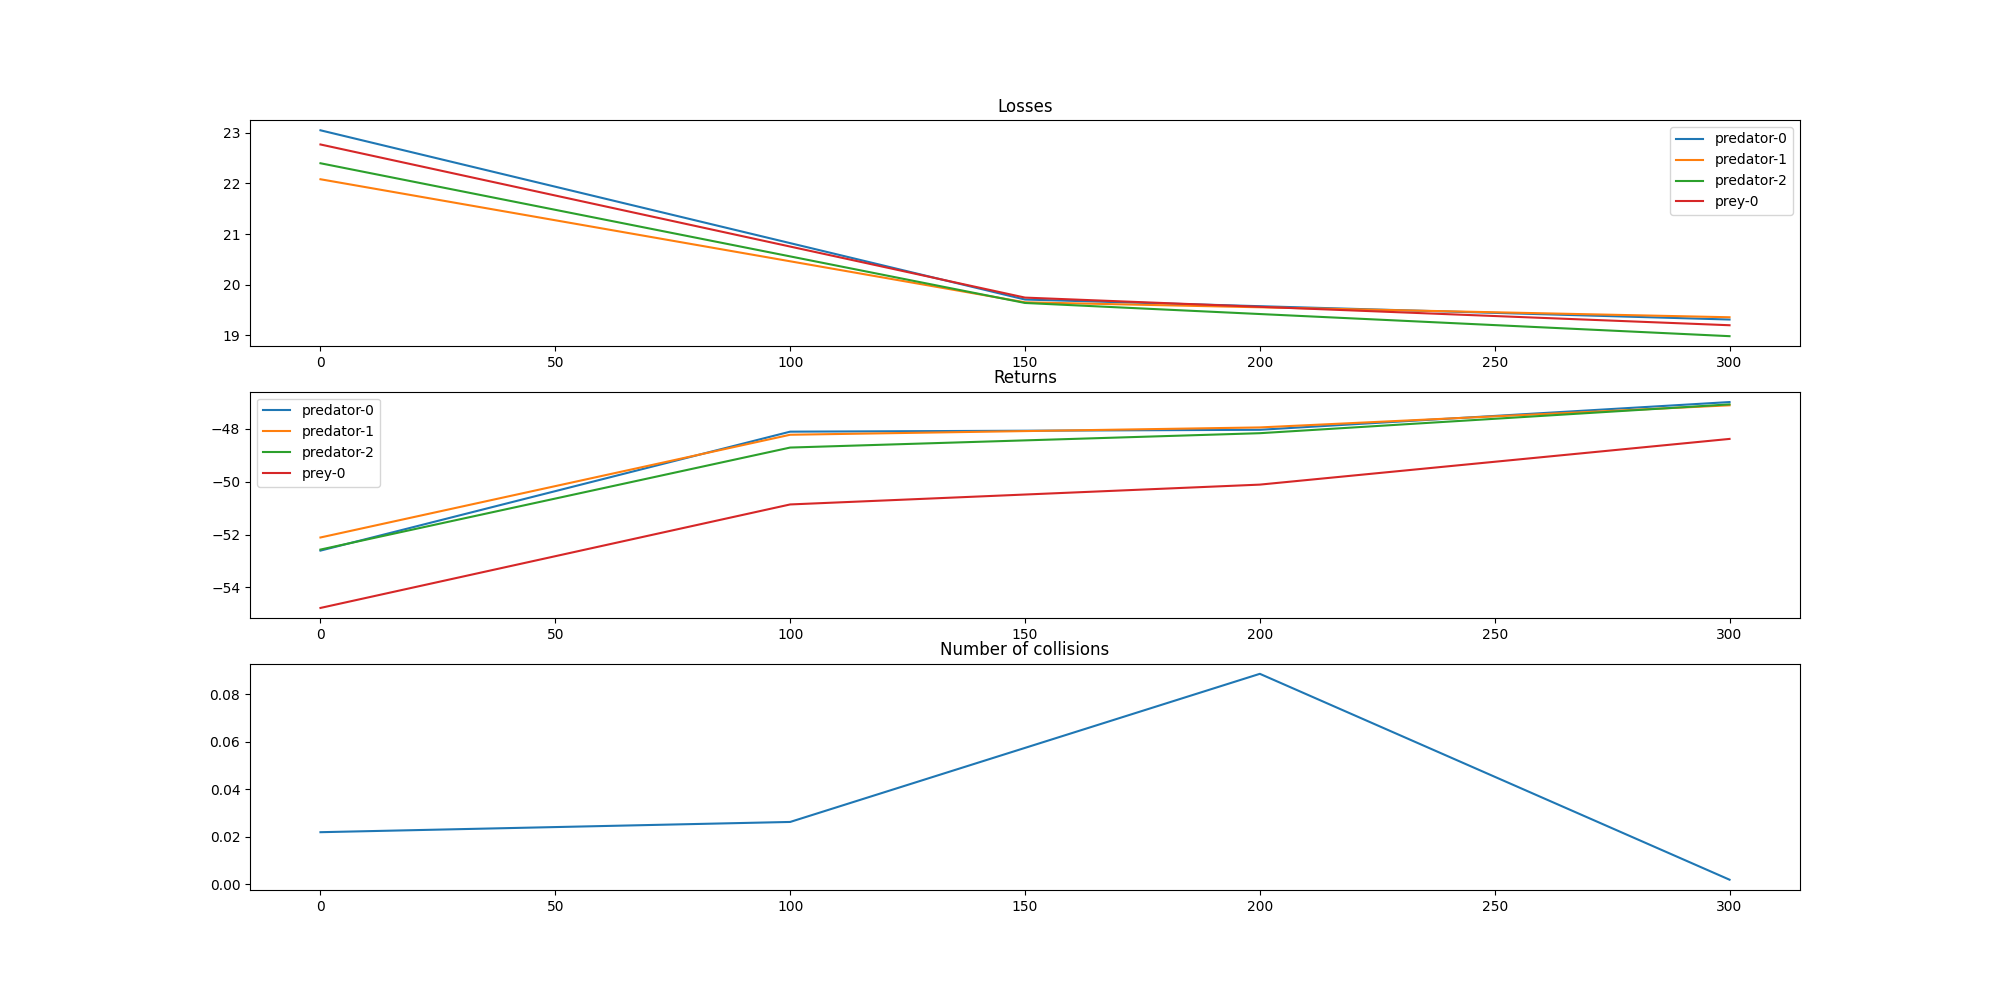 Losses
23
22
21
20
19
predator-0
predator-1
predator-2
prey-0
0 50 100 150 200 250 300
Returns
−48
−50
−52
−54
predator-0
predator-1
predator-2
prey-0
0 50 100 150 200 250 300
Number of collisions
0.08
0.06
0.04
0.02
0.00
0 50 100 150 200 250 300